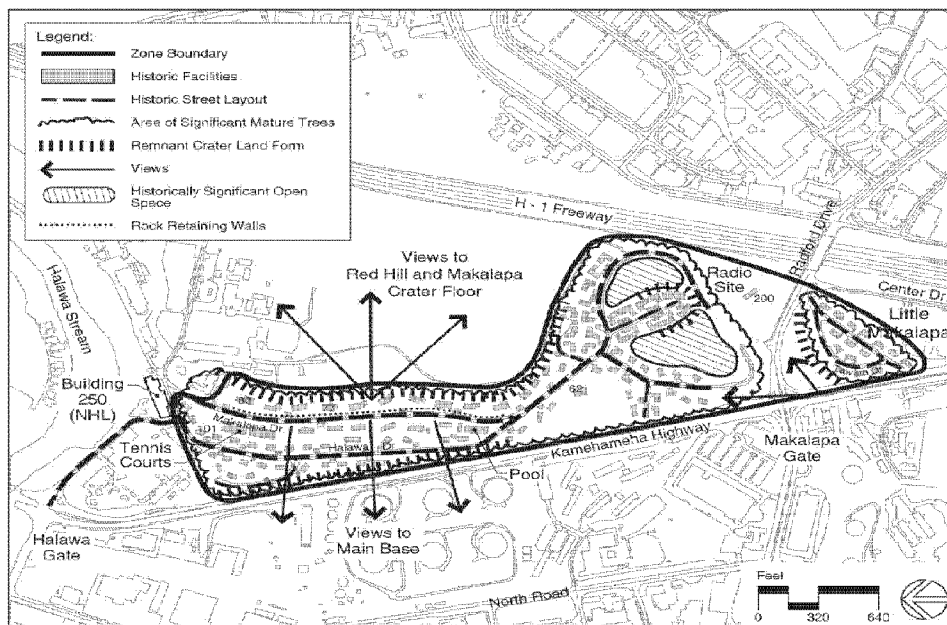 Legend:
Zone Boundary
Historic Facilities
Historic Street Layout
Area of Significant Mature Trees
Remnant Crater Land Form
Views
Historically Significant Open
Space
Rock Retaining Walls
H - 1 Freeway
Radford Drive
Views to
Red Hill and Makalapa
Crater Floor
Radio
Site
200
Center Dr
Little
Makalapa
Halawa Stream
Building
250
(NHL)
Makalapa Dr
101
62
Halawa Dr
Tennis
Courts
Kamehameha Highway
Makalapa
Gate
Pool
Halawa
Gate
Views to
Main Base
North Road
Feet
0 320 640